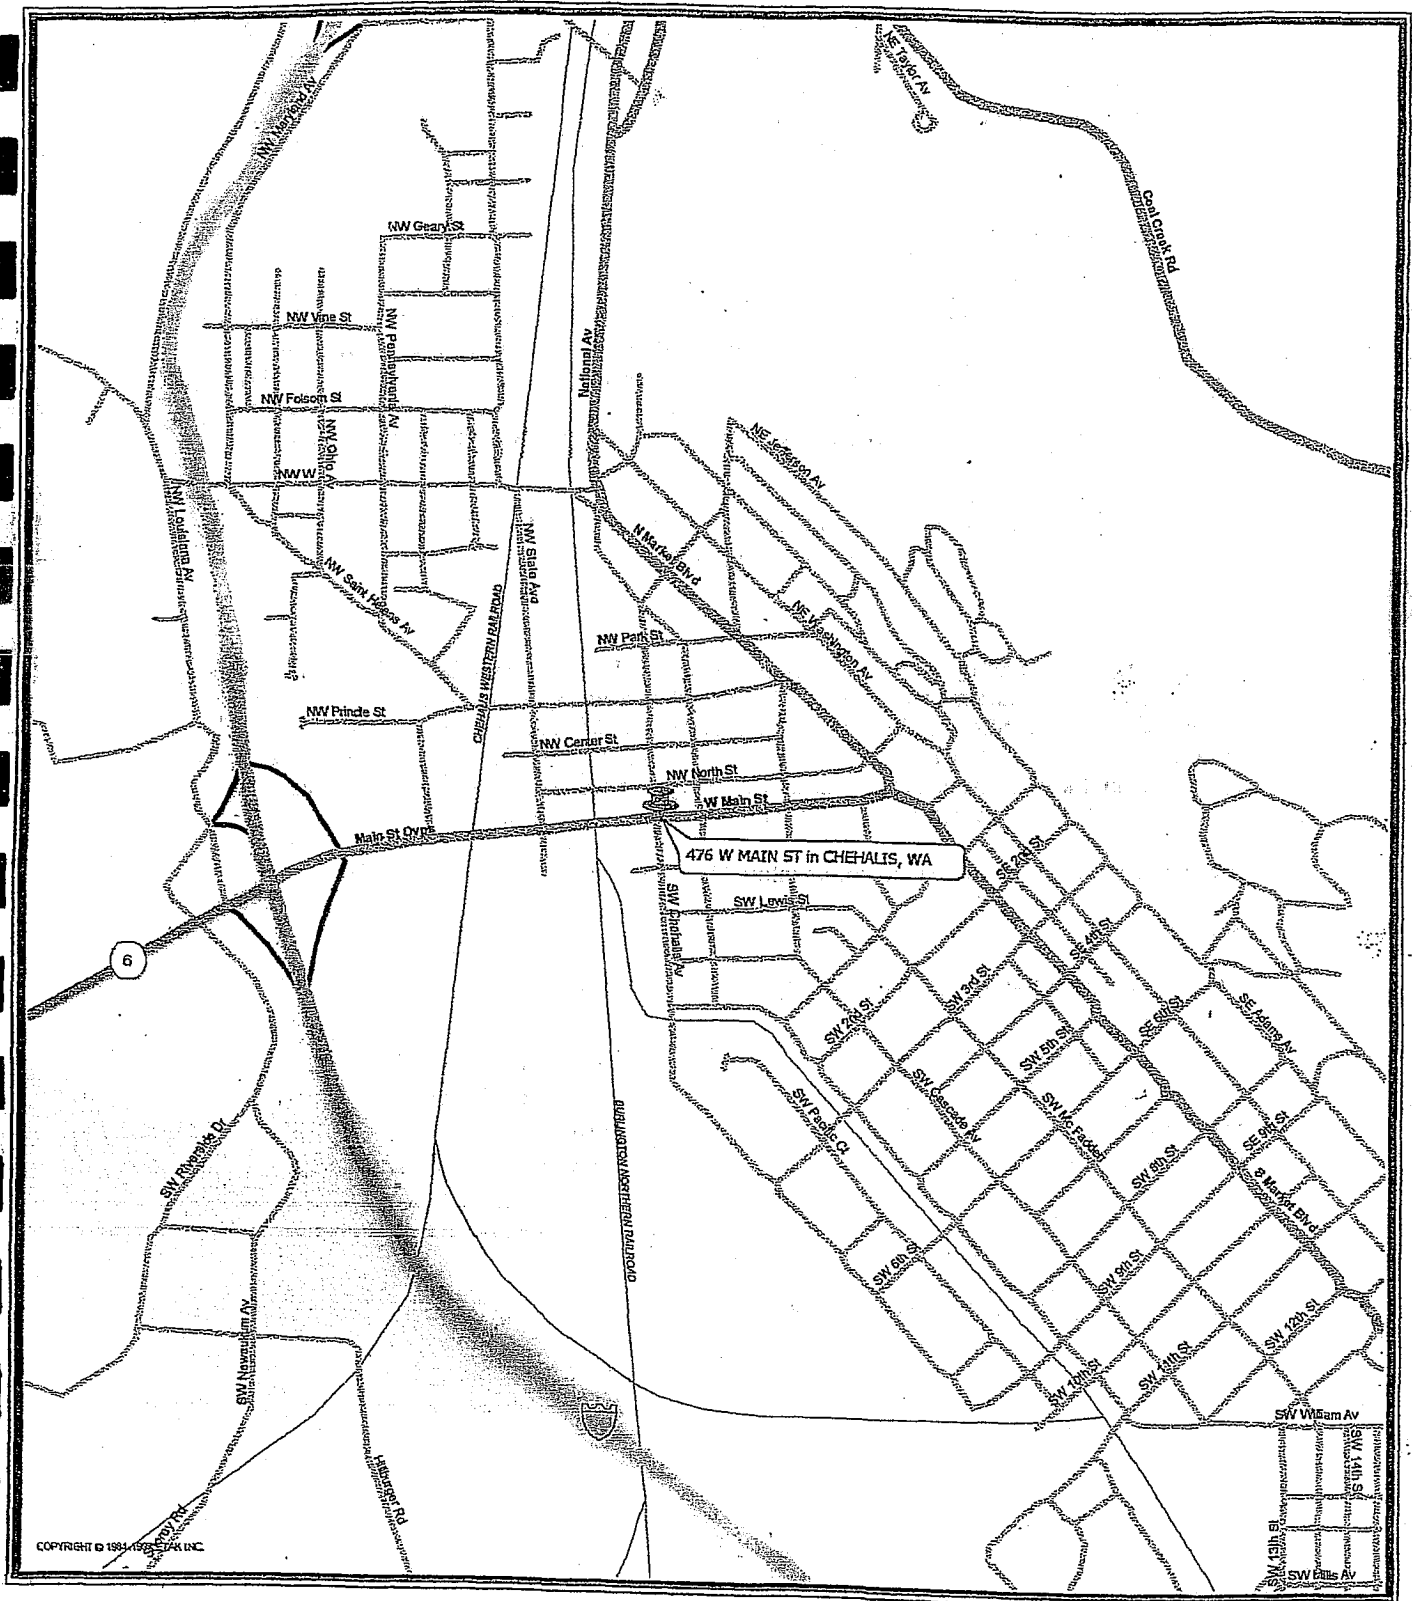 NE Taylor Av
NW Maryland Av
Coal Creek Rd
NW Geary St
NW Vine St
NW Pennsylvania Av
National Av
NW Folsom St
NW Ohio Av
NE Jefferson Av
NW W
NW Louisiana Av
N Market Blvd
NW State Ave
NW Saint Helens Av
CHEHALIS WESTERN RAILROAD
NE Washington Av
NW Park St
NW Prindle St
NW Center St
NW North St
W Main St
Main St Ovps
476 W MAIN ST in CHEHALIS, WA
SE 2nd St
SW Lewis St
SW Chehalis Av
SE 4th St
6
SW 3rd St
SW 2nd St
SE 6th St
SE Adams Av
SW 5th St
SW Cascade Av
SW Mc Fadden
SW Pacific Ct
BURLINGTON NORTHERN RAILROAD
SW Riverside Dr
SE 9th St
SW 8th St
S Market Blvd
SW 6th St
SW 9th St
SW 12th St
SW Newaukum Av
SW 11th St
SW 10th St
SW William Av
SW 14th St
Hilburger Rd
SW 13th St
SW Mills Av
COPYRIGHT © 1984-